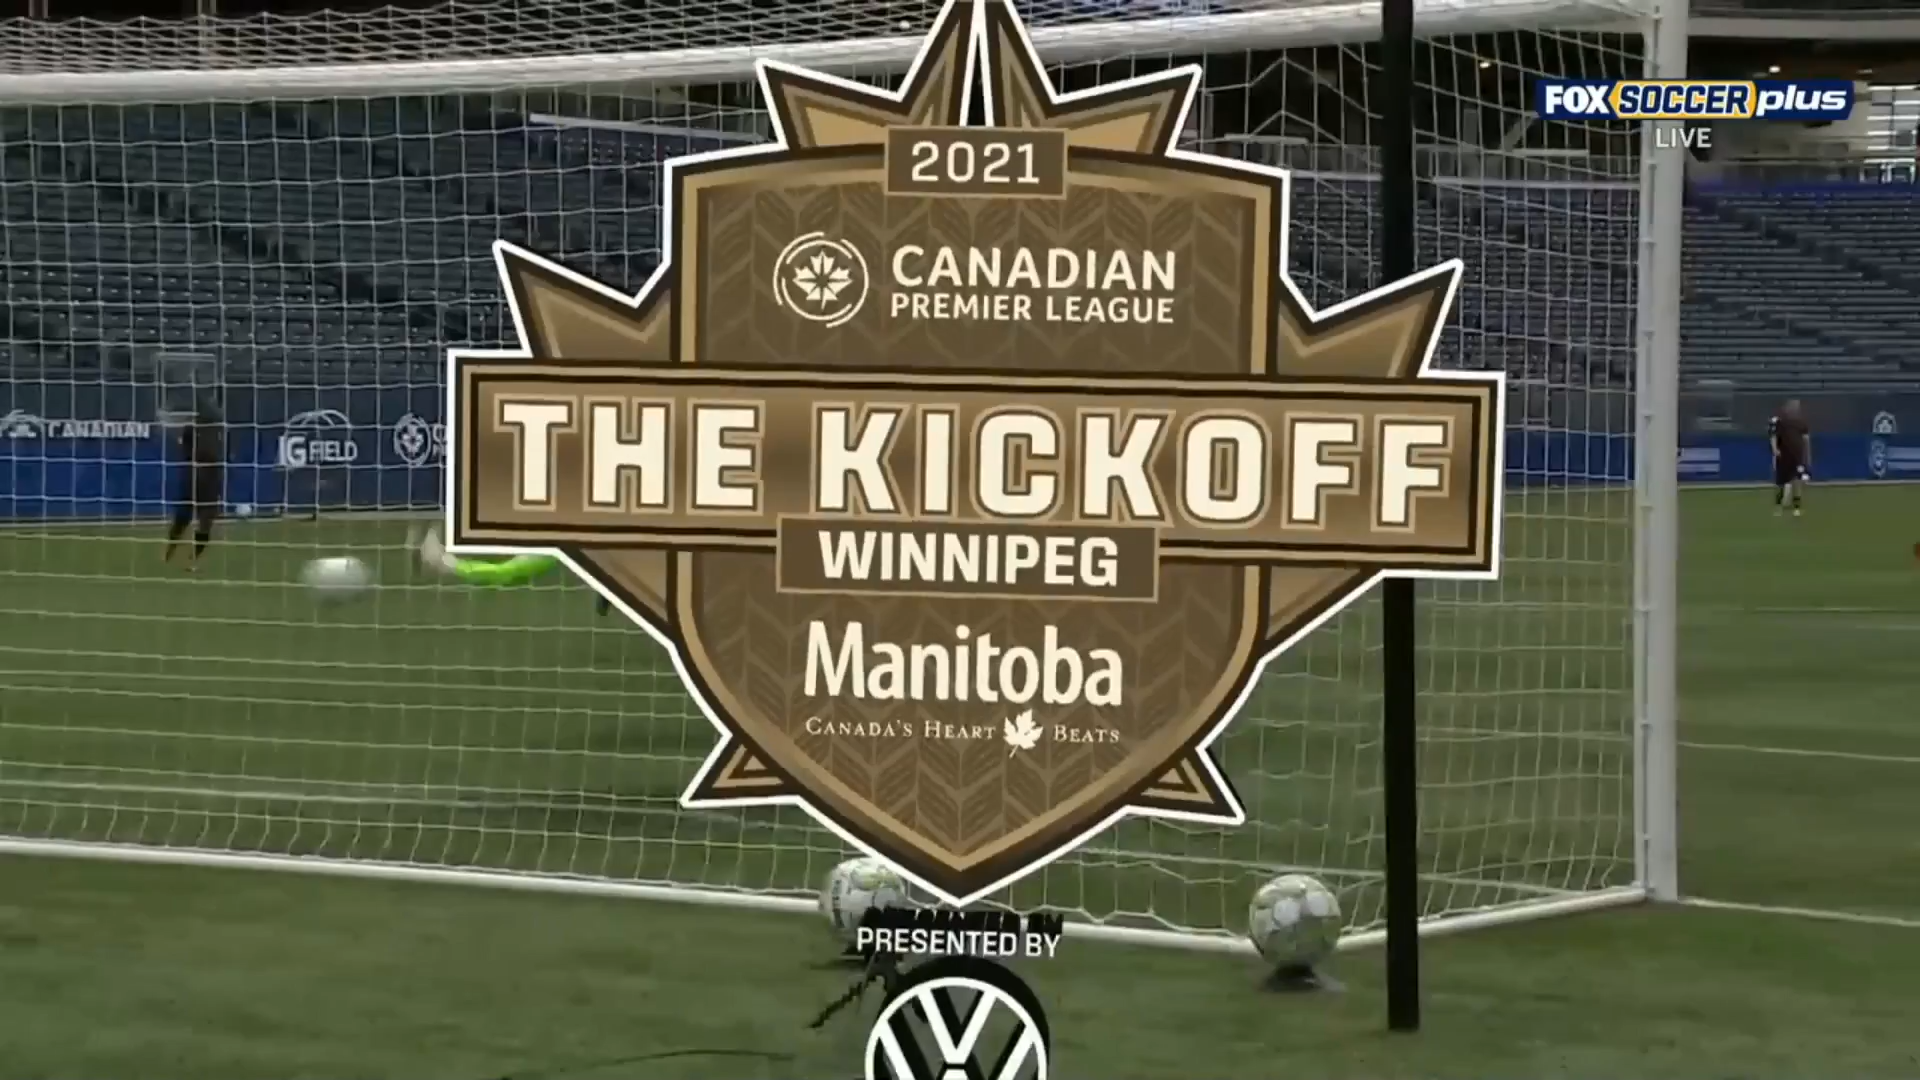 FOX SOCCER plus
LIVE
2021
CANADIAN
PREMIER LEAGUE
THE KICKOFF
WINNIPEG
Manitoba
CANADA'S HEART BEATS
CANADIAN
IG FIELD
PRESENTED BY